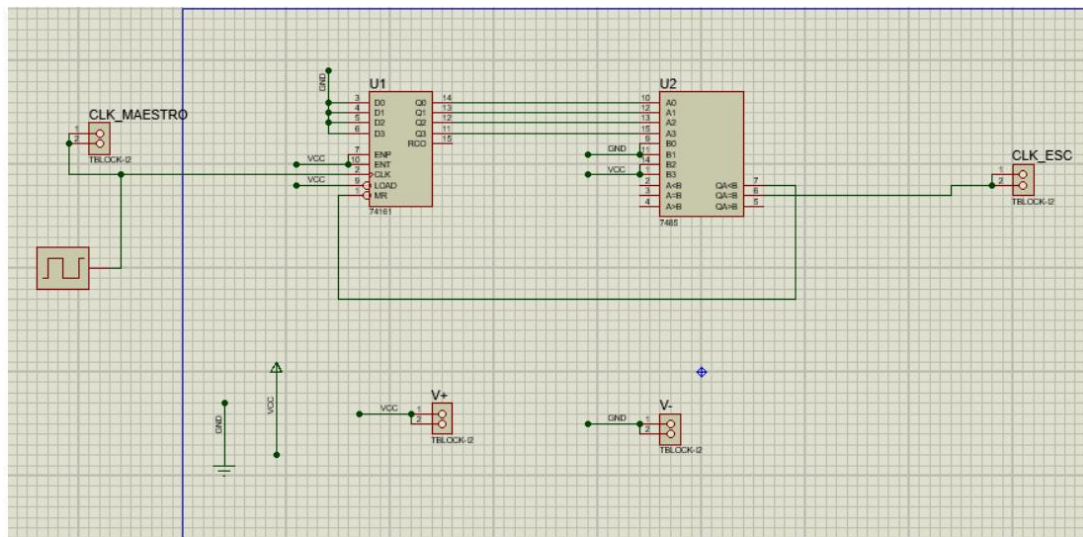 CLK_MAESTRO
1
2
TBLOCK-I2
GND
U1
3 D0 Q0 14
4 D1 Q1 13
5 D2 Q2 12
6 D3 Q3 11
RCO 15
VCC
7 ENP
10 ENT
2 CLK
VCC
9 LOAD
1 MR
74161
U2
10 A0
12 A1
13 A2
15 A3
9 B0
GND
11 B1
14 B2
VCC
1 B3
2 A<B QA<B 7
3 A=B QA=B 6
4 A>B QA>B 5
7485
CLK_ESC
1
2
TBLOCK-I2
GND
VCC
V+
VCC
1
2
TBLOCK-I2
V-
GND
1
2
TBLOCK-I2